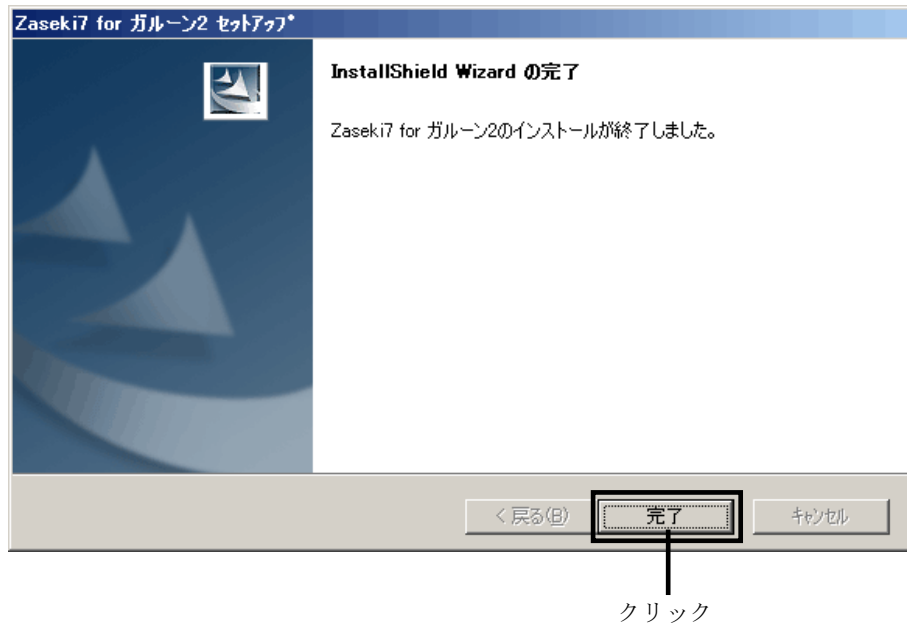 Zaseki7 for ガルーン2 ｾｯﾄｱｯﾌﾟ
InstallShield Wizard の完了
Zaseki7 for ガルーン2のインストールが終了しました。
< 戻る(B)
完了
ｷｬﾝｾﾙ
クリック